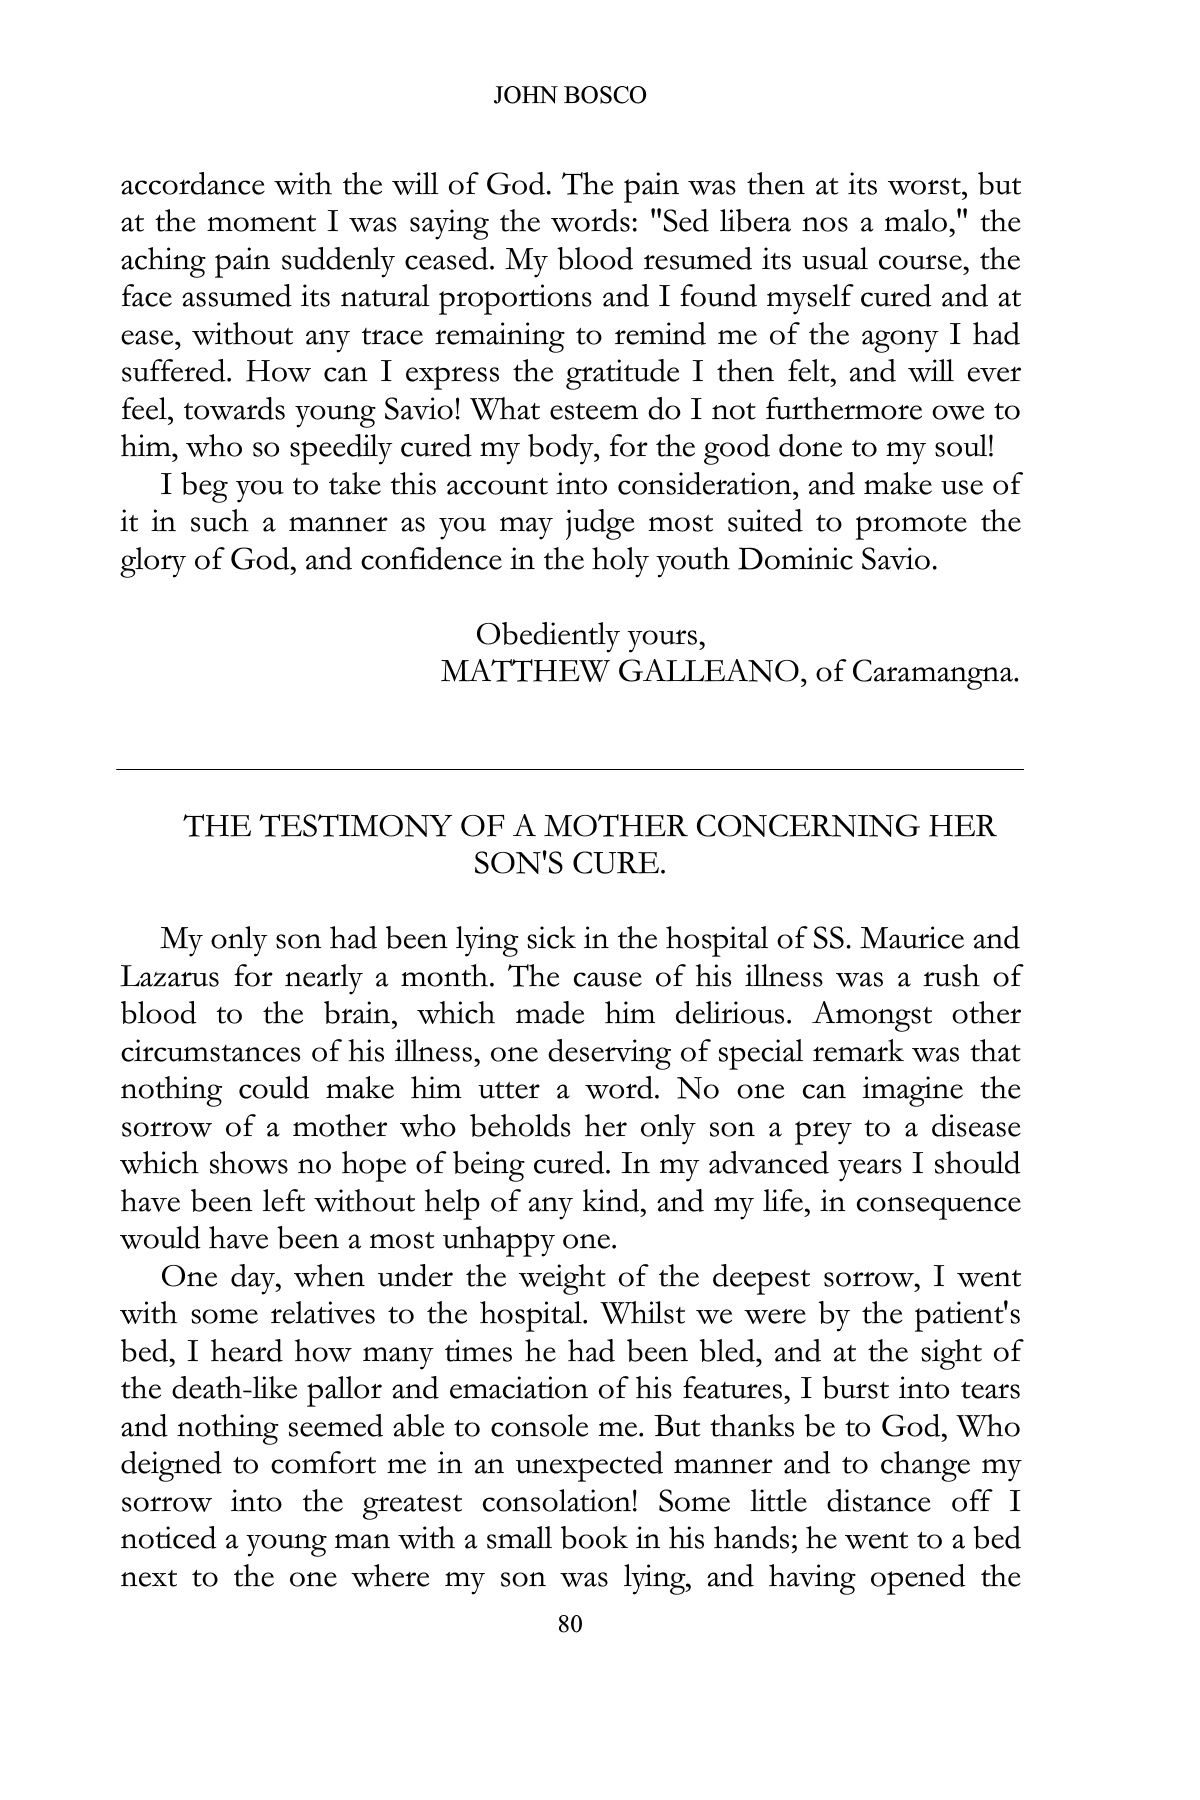 JOHN BOSCO
accordance with the will of God. The pain was then at its worst, but
at the moment I was saying the words: "Sed libera nos a malo," the
aching pain suddenly ceased. My blood resumed its usual course, the
face assumed its natural proportions and I found myself cured and at
ease, without any trace remaining to remind me of the agony I had
suffered. How can I express the gratitude I then felt, and will ever
feel, towards young Savio! What esteem do I not furthermore owe to
him, who so speedily cured my body, for the good done to my soul!
I beg you to take this account into consideration, and make use of
it in such a manner as you may judge most suited to promote the
glory of God, and confidence in the holy youth Dominic Savio.
Obediently yours,
MATTHEW GALLEANO, of Caramangna.
THE TESTIMONY OF A MOTHER CONCERNING HER
SON'S CURE.
My only son had been lying sick in the hospital of SS. Maurice and
Lazarus for nearly a month. The cause of his illness was a rush of
blood to the brain, which made him delirious. Amongst other
circumstances of his illness, one deserving of special remark was that
nothing could make him utter a word. No one can imagine the
sorrow of a mother who beholds her only son a prey to a disease
which shows no hope of being cured. In my advanced years I should
have been left without help of any kind, and my life, in consequence
would have been a most unhappy one.
One day, when under the weight of the deepest sorrow, I went
with some relatives to the hospital. Whilst we were by the patient's
bed, I heard how many times he had been bled, and at the sight of
the death-like pallor and emaciation of his features, I burst into tears
and nothing seemed able to console me. But thanks be to God, Who
deigned to comfort me in an unexpected manner and to change my
sorrow into the greatest consolation! Some little distance off I
noticed a young man with a small book in his hands; he went to a bed
next to the one where my son was lying, and having opened the
80